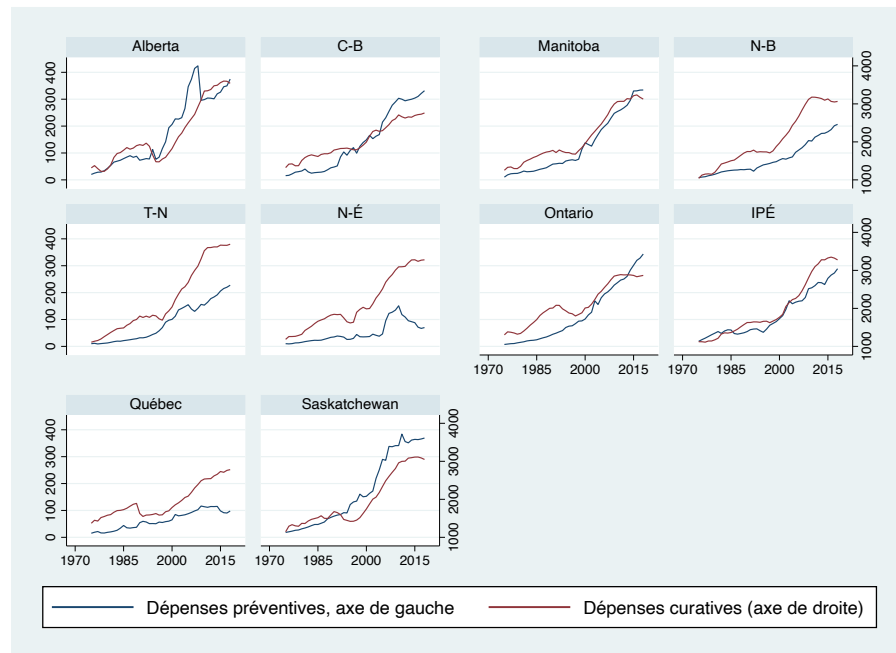 Alberta
C-B
Manitoba
N-B
0 100 200 300 400
1000 2000 3000 4000
T-N
N-É
Ontario
IPÉ
0 100 200 300 400
1000 2000 3000 4000
1970 1985 2000 2015
1970 1985 2000 2015
Québec
Saskatchewan
0 100 200 300 400
1000 2000 3000 4000
1970 1985 2000 2015
1970 1985 2000 2015
Dépenses préventives, axe de gauche
Dépenses curatives (axe de droite)